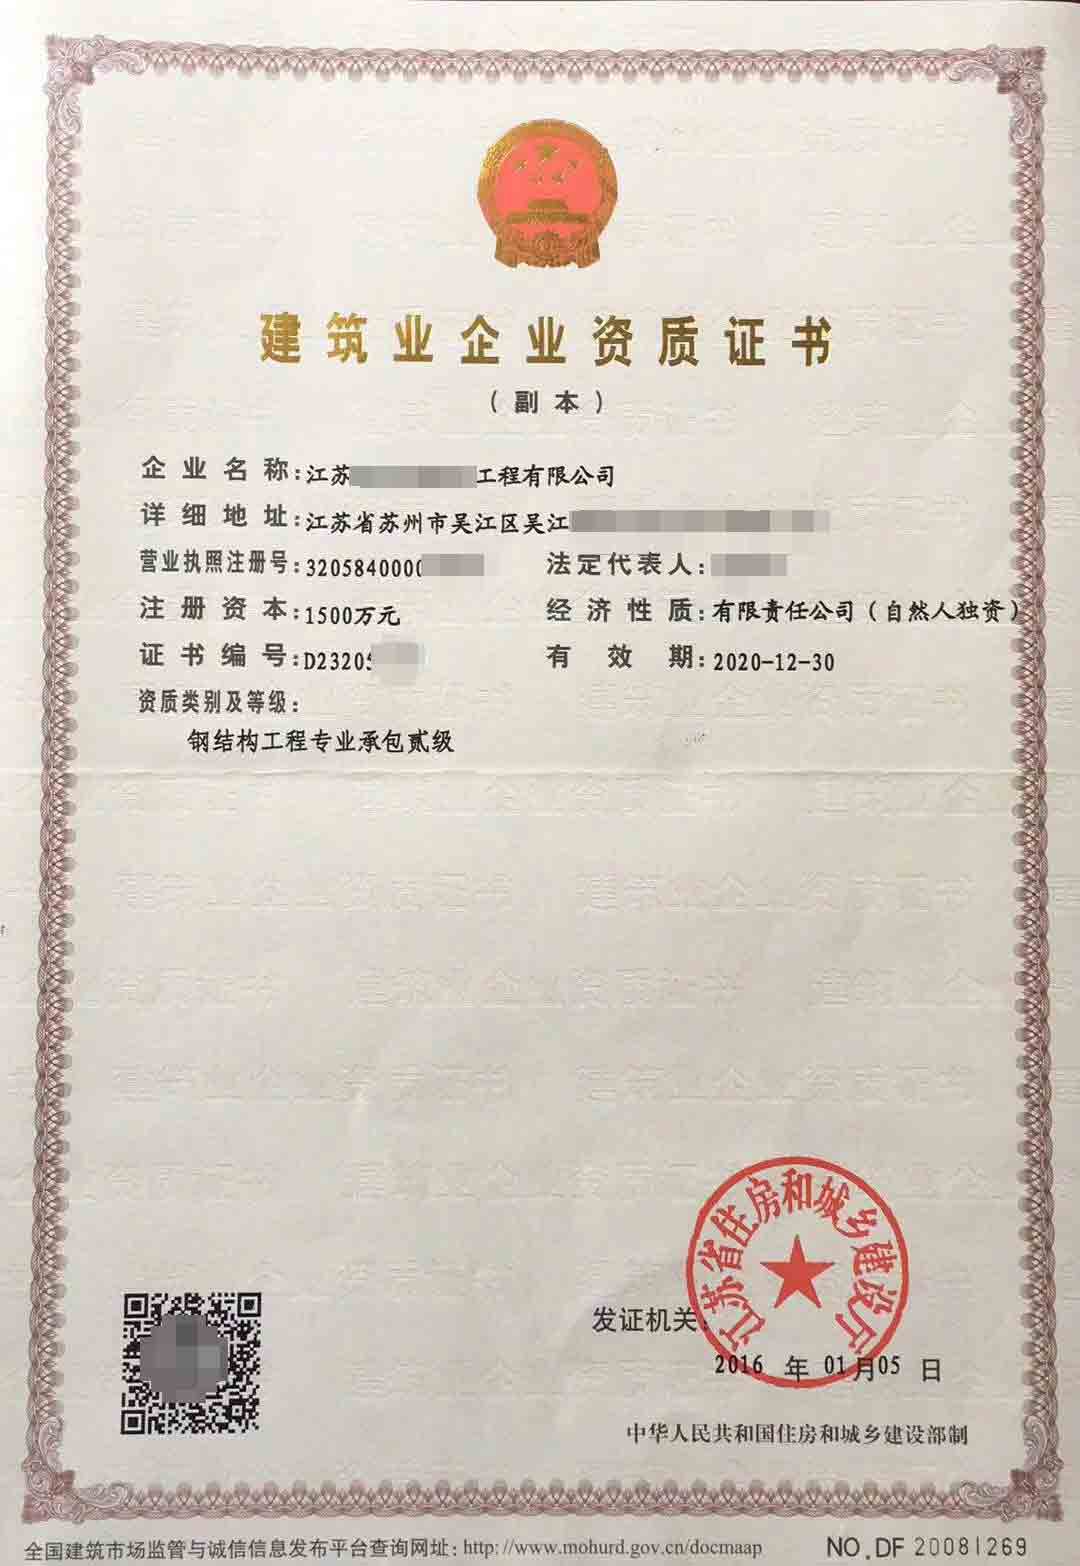 建筑业企业资质证书
（副本）
企业名称：江苏 工程有限公司
详细地址：江苏省苏州市吴江区吴江
营业执照注册号：3205840000 法定代表人：
注册资本：1500万元 经济性质：有限责任公司（自然人独资）
证书编号：D23205 有效期：2020-12-30
资质类别及等级：
钢结构工程专业承包贰级
江苏省住房和城乡建设厅
发证机关：
2016 年 01 月 05 日
中华人民共和国住房和城乡建设部制
全国建筑市场监管与诚信信息发布平台查询网址：http://www.mohurd.gov.cn/docmaap
NO.DF 20081269